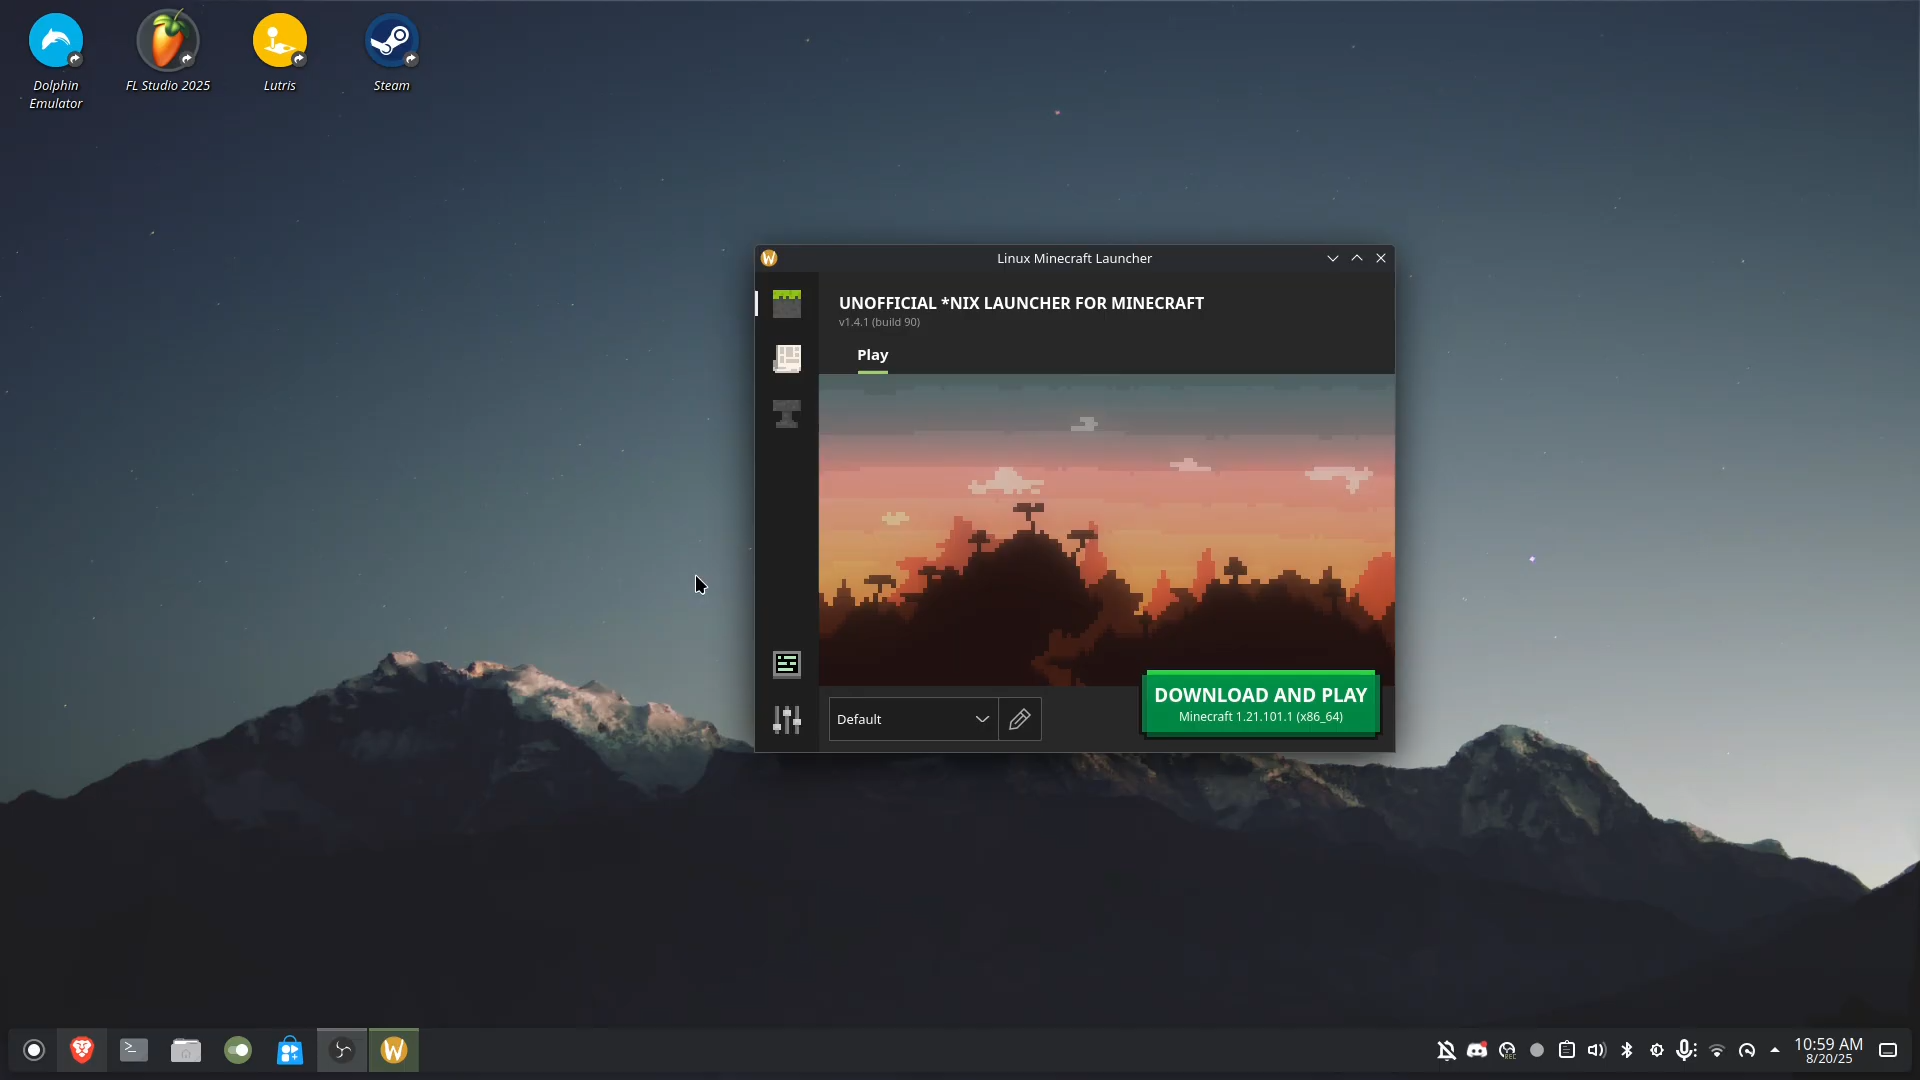 Dolphin
Emulator
FL Studio 2025
Lutris
Steam
Linux Minecraft Launcher
UNOFFICIAL *NIX LAUNCHER FOR MINECRAFT
v1.4.1 (build 90)
Play
Default
DOWNLOAD AND PLAY
Minecraft 1.21.101.1 (x86_64)
REC
10:59 AM
8/20/25